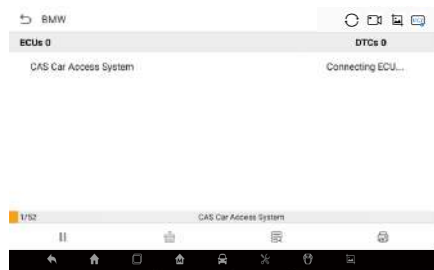 BMW
ECUs 0 DTCs 0
CAS Car Access System Connecting ECU...
1/52 CAS Car Access System